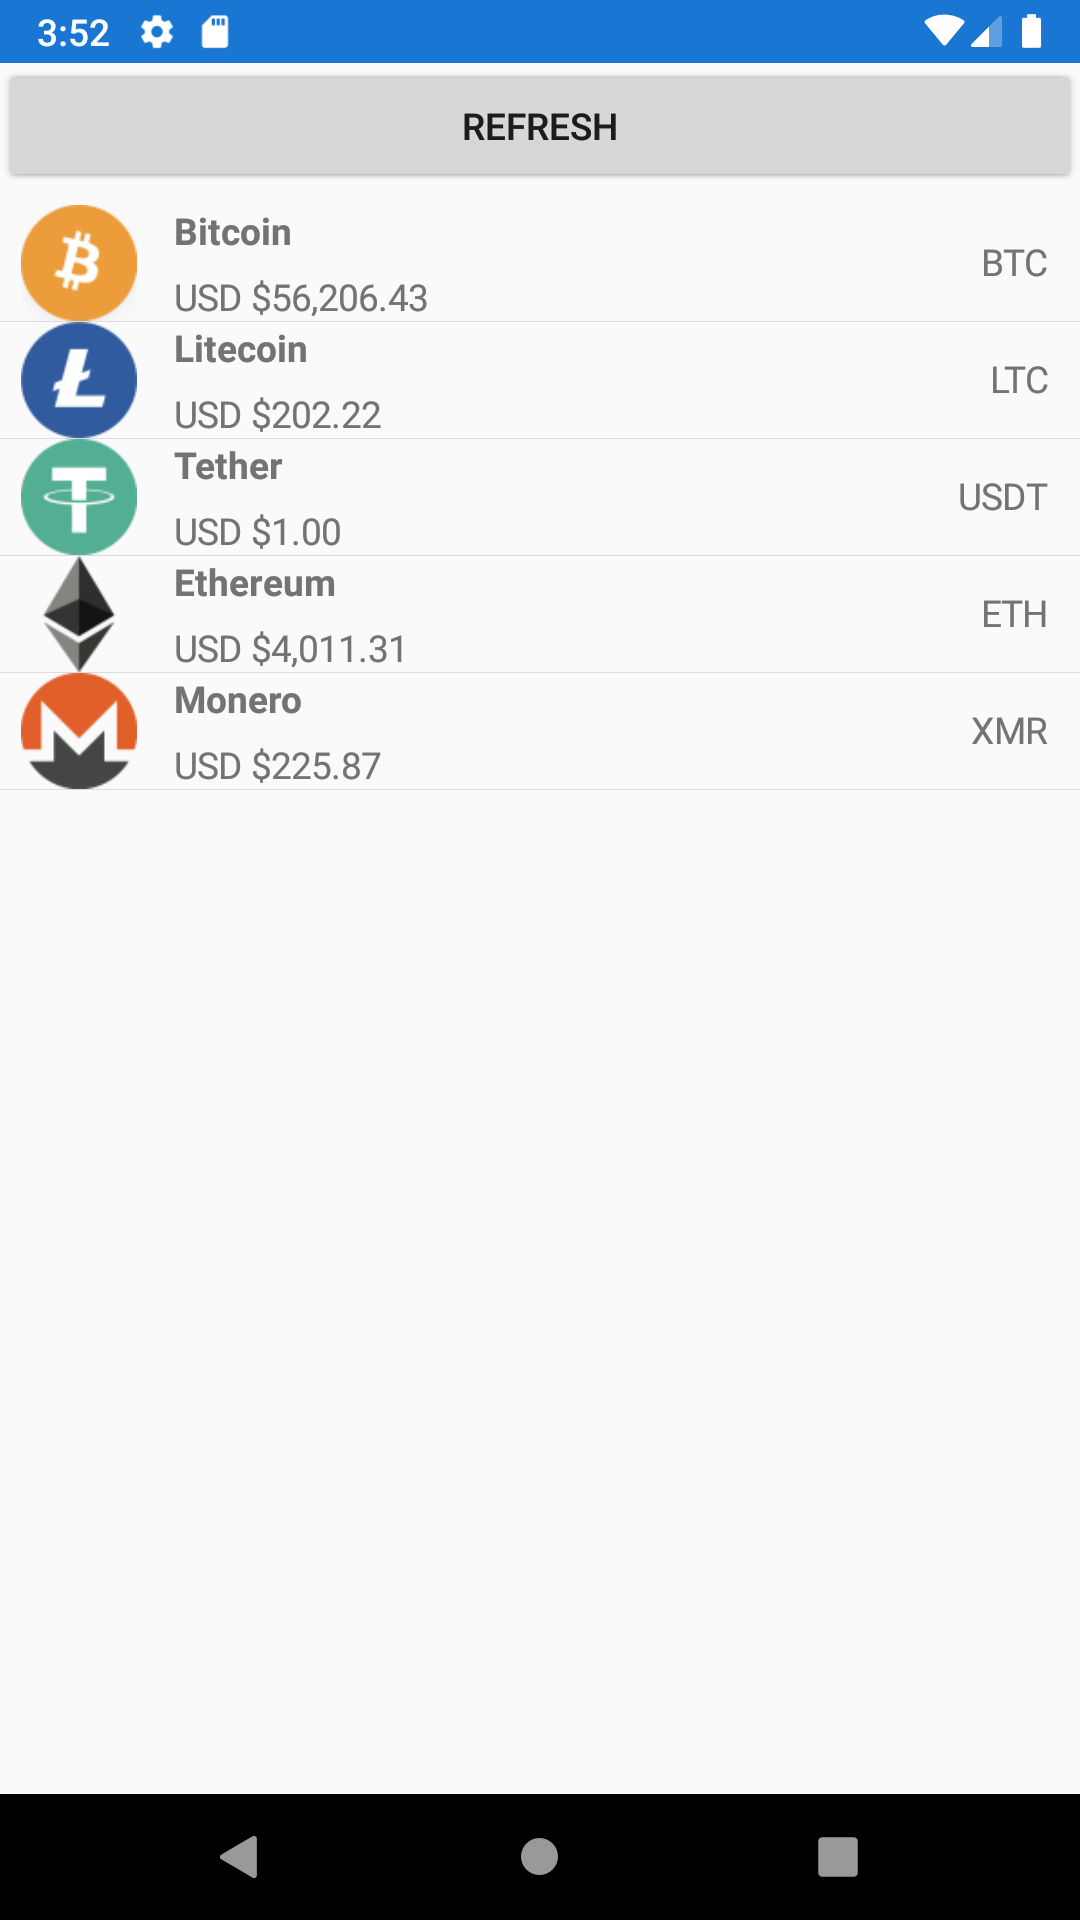 3:52
REFRESH
Bitcoin
USD $56,206.43
BTC
Litecoin
USD $202.22
LTC
Tether
USD $1.00
USDT
Ethereum
USD $4,011.31
ETH
Monero
USD $225.87
XMR